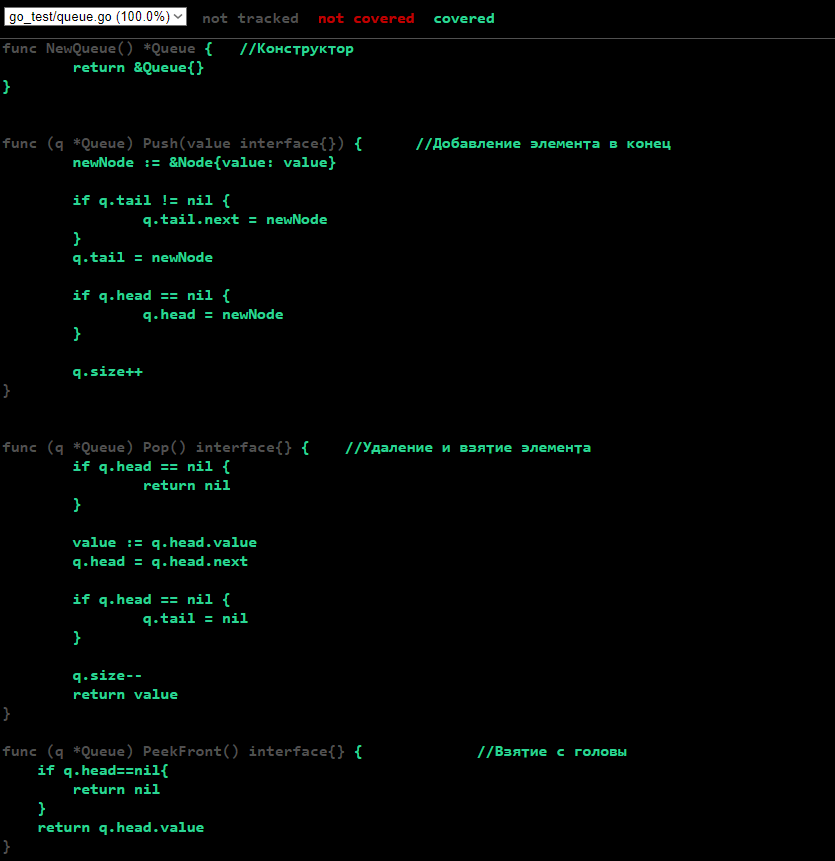 go_test/queue.go (100.0%) not tracked not covered covered
func NewQueue() *Queue {   //Конструктор
        return &Queue{}
}
func (q *Queue) Push(value interface{}) {      //Добавление элемента в конец
        newNode := &Node{value: value}
        if q.tail != nil {
                q.tail.next = newNode
        }
        q.tail = newNode
        if q.head == nil {
                q.head = newNode
        }
        q.size++
}
func (q *Queue) Pop() interface{} {    //Удаление и взятие элемента
        if q.head == nil {
                return nil
        }
        value := q.head.value
        q.head = q.head.next
        if q.head == nil {
                q.tail = nil
        }
        q.size--
        return value
}
func (q *Queue) PeekFront() interface{} {             //Взятие с головы
    if q.head==nil{
        return nil
    }
    return q.head.value
}